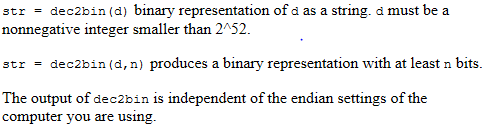 str = dec2bin(d) binary representation of d as a string. d must be a
nonnegative integer smaller than 2^52.
str = dec2bin(d,n) produces a binary representation with at least n bits.
The output of dec2bin is independent of the endian settings of the
computer you are using.